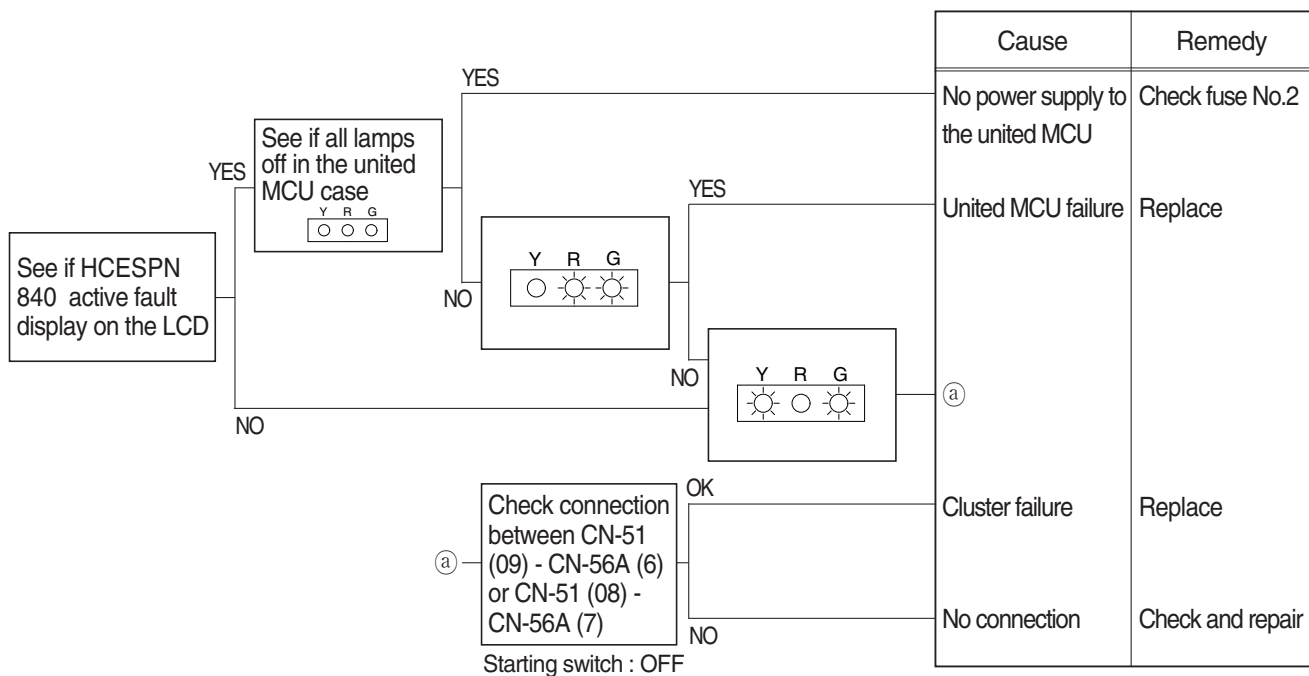 Cause Remedy
YES
No power supply to Check fuse No.2
the united MCU
See if all lamps
off in the united
MCU case
Y R G
YES
YES
United MCU failure Replace
See if HCESPN
840 active fault
display on the LCD
Y R G
NO
Y R G
NO
ⓐ
NO
Check connection
between CN-51
(09) - CN-56A (6)
or CN-51 (08) -
CN-56A (7)
ⓐ
OK
Cluster failure Replace
NO
No connection Check and repair
Starting switch : OFF